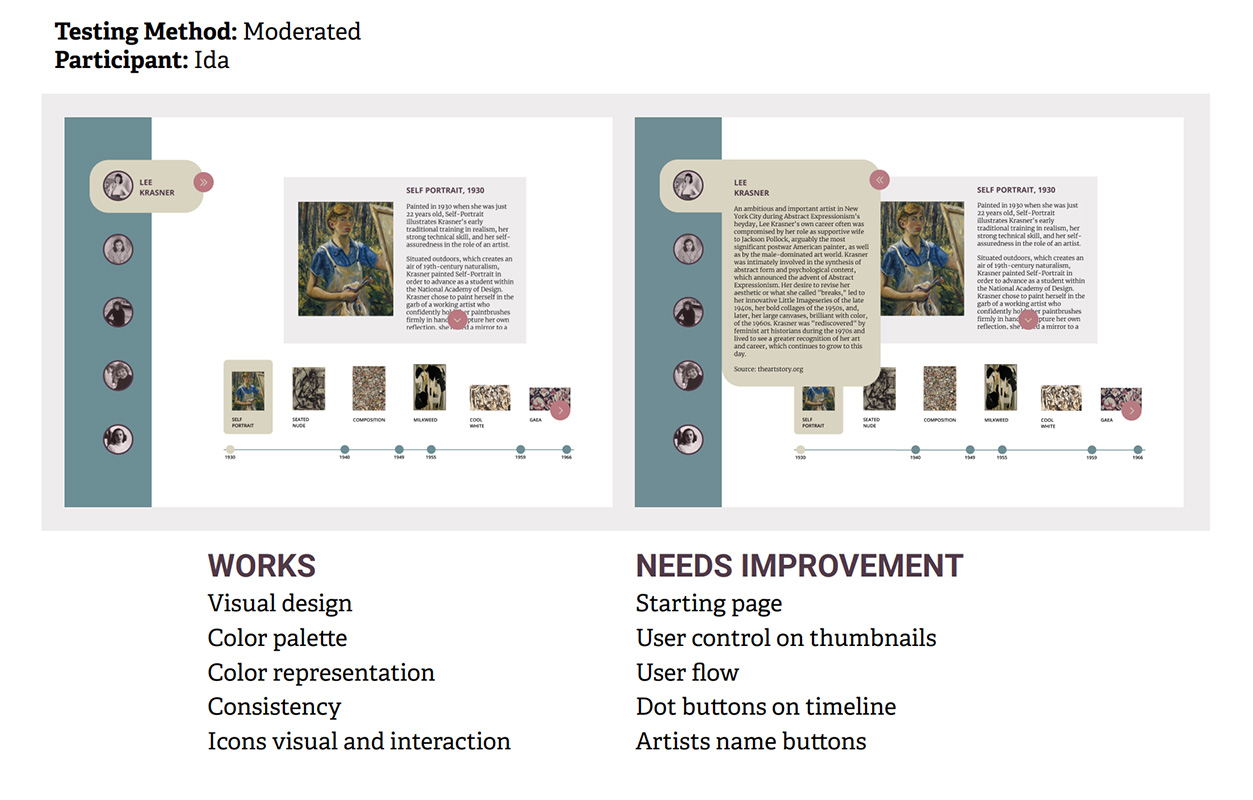 Testing Method: Moderated
Participant: Ida
LEE
KRASNER
SELF PORTRAIT, 1930
Painted in 1930 when she was just
22 years old, Self-Portrait
illustrates Krasner's early
traditional training in realism, her
strong technical skill, and her self-
assuredness in the role of an artist.
Situated outdoors, which creates an
air of 19th-century naturalism,
Krasner painted Self-Portrait in
order to advance as a student within
the National Academy of Design.
Krasner chose to paint herself in the
garb of a working artist who
confidently paintbrushes
firmly in her own
reflection. a mirror to a
SELF
PORTRAIT
SEATED
NUDE
COMPOSITION
MILKWEED
COOL
WHITE
GAEA
1930
1940
1949
1955
1959
1966
LEE
KRASNER
An ambitious and important artist in New
York City during Abstract Expressionism's
heyday, Lee Krasner's own career often was
compromised by her role as supportive wife
to Jackson Pollock, arguably the most
significant postwar American painter, as well
as by the male-dominated art world. Krasner
was intimately involved in the synthesis of
abstract form and psychological content,
which announced the advent of Abstract
Expressionism. Her desire to revise her
aesthetic or what she called "breaks," led to
her innovative Little Imageseries of the late
1940s, her bold collages of the 1950s, and,
later, her large canvases, brilliant with color,
of the 1960s. Krasner was "rediscovered" by
feminist art historians during the 1970s and
lived to see a greater recognition of her art
and career, which continues to grow to this
day.
Source: theartstory.org
SELF PORTRAIT, 1930
Painted in 1930 when she was just
22 years old, Self-Portrait
illustrates Krasner's early
traditional training in realism, her
strong technical skill, and her self-
assuredness in the role of an artist.
Situated outdoors, which creates an
air of 19th-century naturalism,
Krasner painted Self-Portrait in
order to advance as a student within
the National Academy of Design.
Krasner chose to paint herself in the
garb of a working artist who
confidently paintbrushes
firmly in her own
reflection. a mirror to a
SELF
PORTRAIT
SEATED
NUDE
COMPOSITION
MILKWEED
COOL
WHITE
GAEA
1930
1940
1949
1955
1959
1966
WORKS
Visual design
Color palette
Color representation
Consistency
Icons visual and interaction
NEEDS IMPROVEMENT
Starting page
User control on thumbnails
User flow
Dot buttons on timeline
Artists name buttons